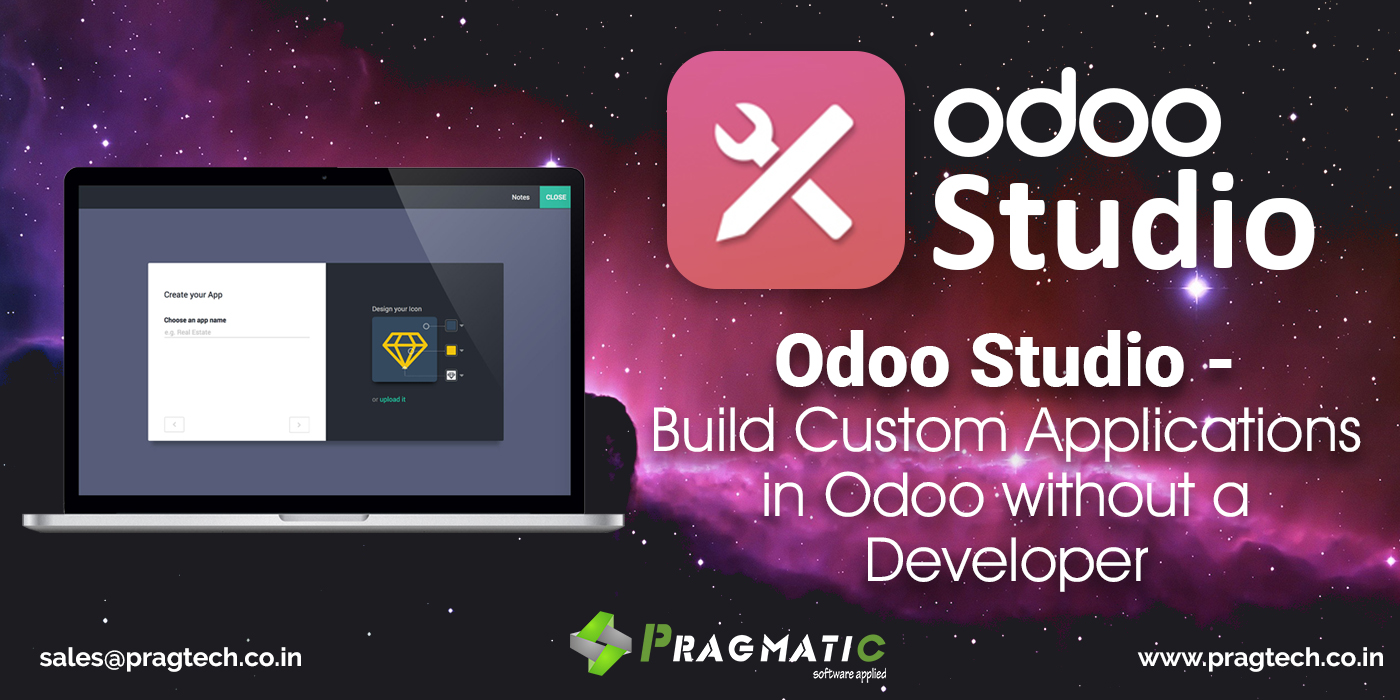 Notes
CLOSE
Create your App
Choose an app name
e.g. Real Estate
Design your Icon
or upload it
odoo
Studio
Odoo Studio -
Build Custom Applications
in Odoo without a
Developer
sales@pragtech.co.in
PRAGMATIC
software applied
www.pragtech.co.in